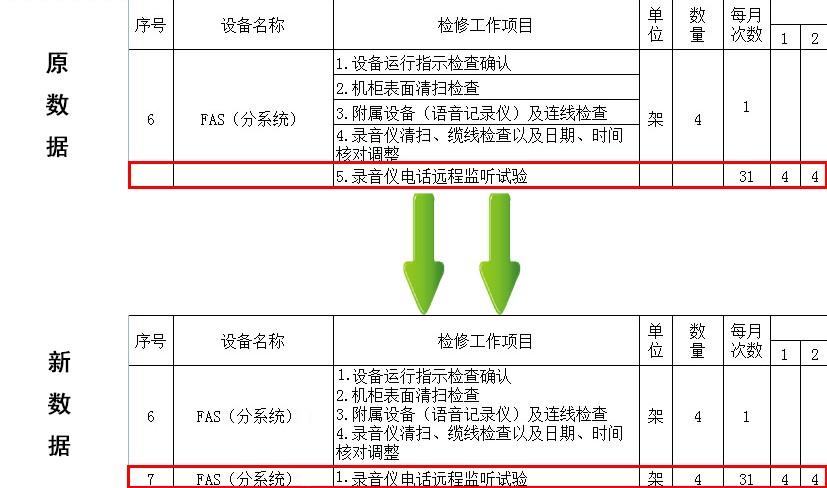 原数据
序号 设备名称 检修工作项目 单位 数量 每月次数 1 2
6 FAS（分系统） 架 4 1
1.设备运行指示检查确认
2.机柜表面清扫检查
3.附属设备（语音记录仪）及连线检查
4.录音仪清扫、缆线检查以及日期、时间
核对调整
5.录音仪电话远程监听试验 31 4 4
新数据
序号 设备名称 检修工作项目 单位 数量 每月次数 1 2
6 FAS（分系统） 架 4 1
1.设备运行指示检查确认
2.机柜表面清扫检查
3.附属设备（语音记录仪）及连线检查
4.录音仪清扫、缆线检查以及日期、时间
核对调整
7 FAS（分系统） 1.录音仪电话远程监听试验 架 4 31 4 4